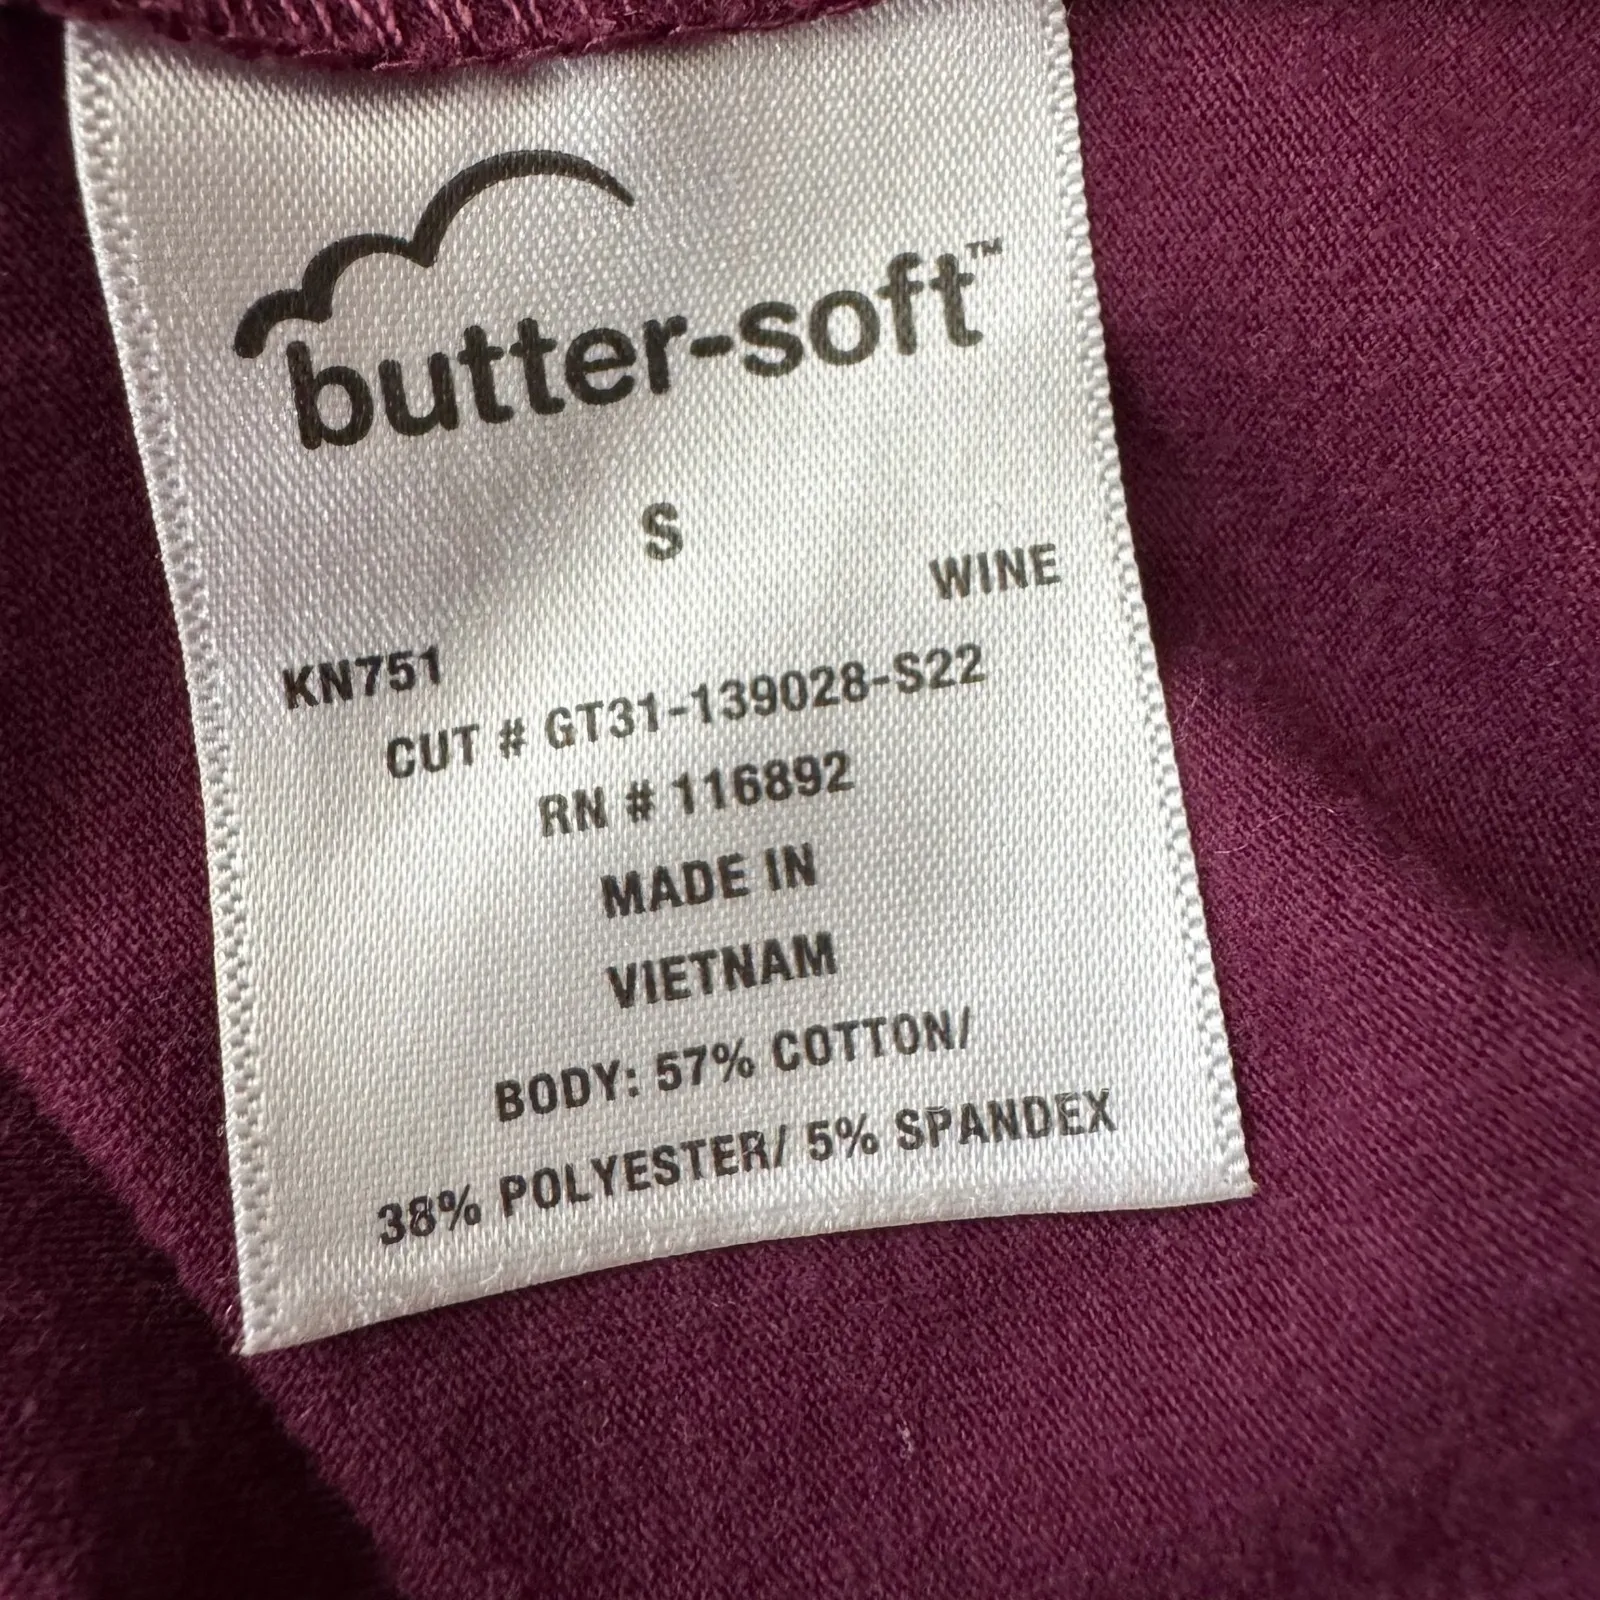 butter-soft™
S
WINE
KN751
CUT # GT31-139028-S22
RN # 116892
MADE IN
VIETNAM
BODY: 57% COTTON/
38% POLYESTER/ 5% SPANDEX